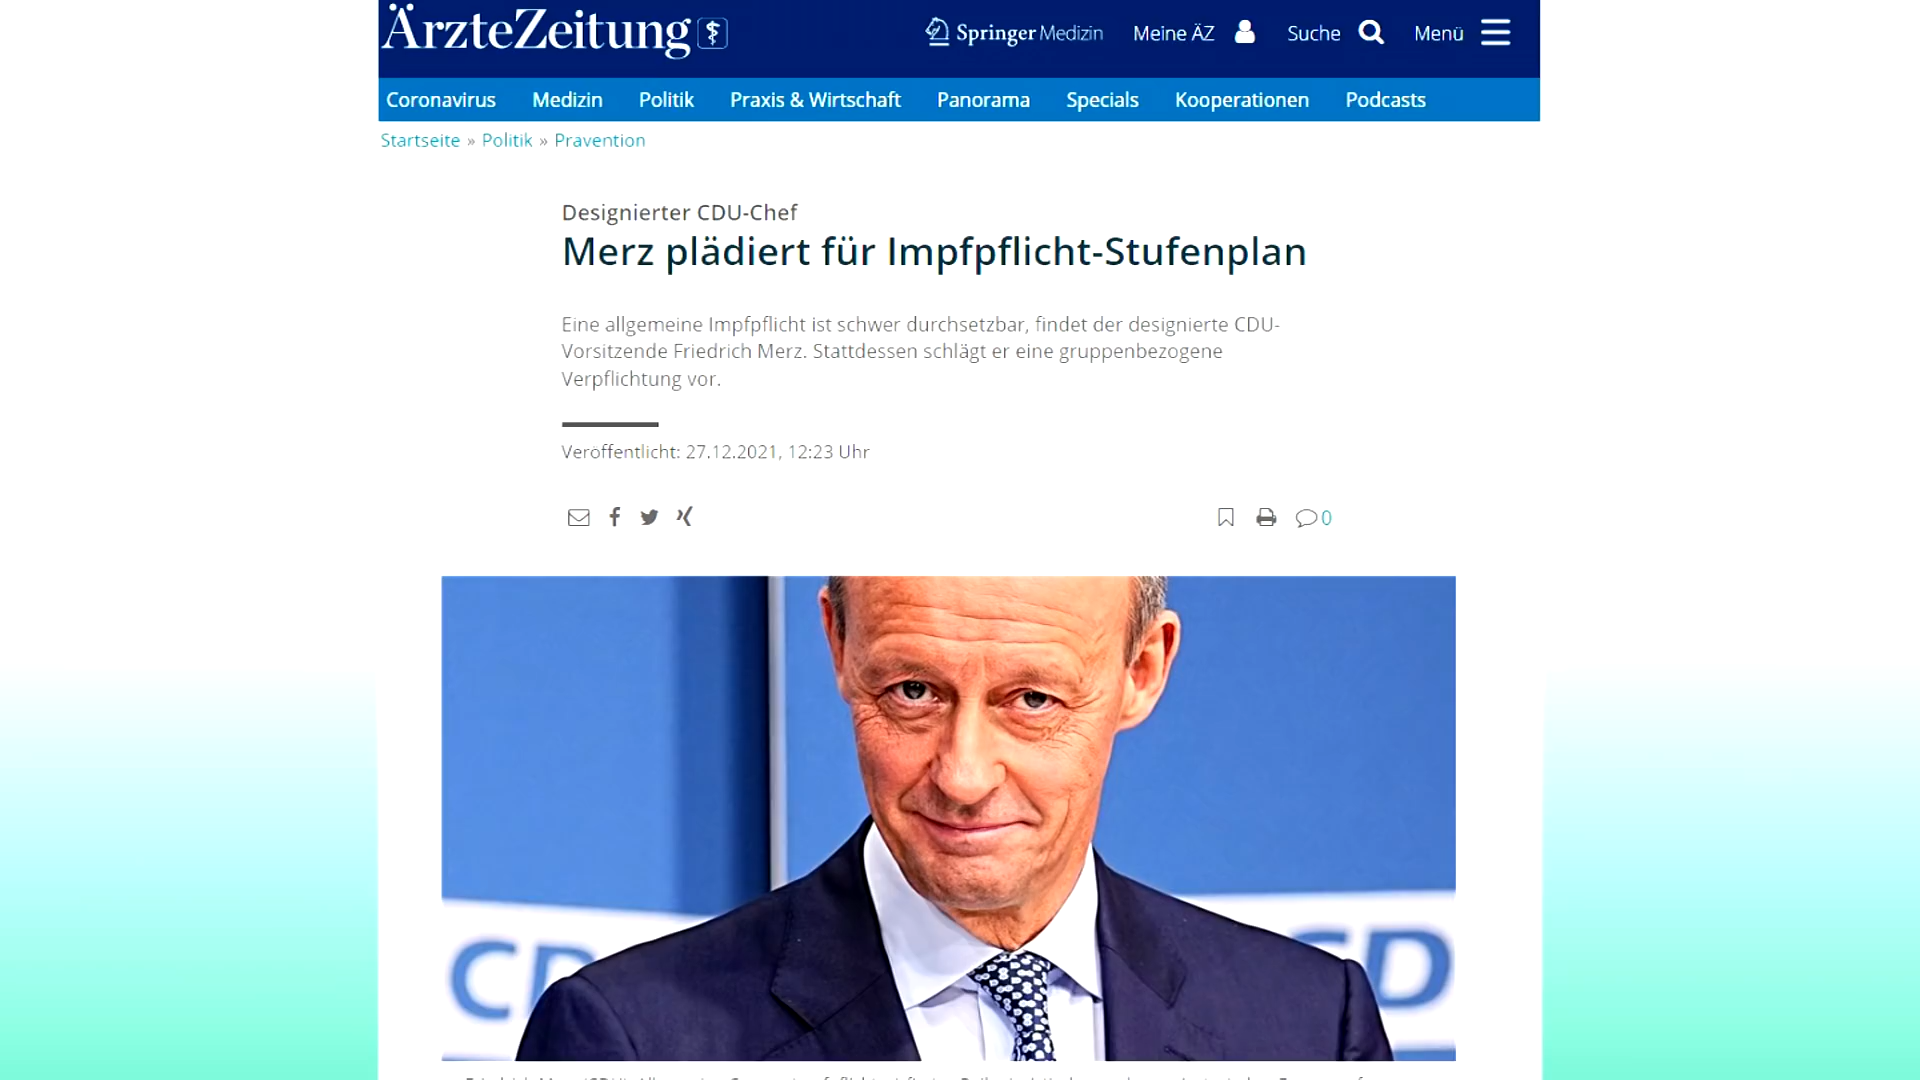 ÄrzteZeitung
Springer Medizin
Meine ÄZ
Suche
Menü
Coronavirus Medizin Politik Praxis & Wirtschaft Panorama Specials Kooperationen Podcasts
Startseite » Politik » Pravention
Designierter CDU-Chef
Merz plädiert für Impfpflicht-Stufenplan
Eine allgemeine Impfpflicht ist schwer durchsetzbar, findet der designierte CDU-
Vorsitzende Friedrich Merz. Stattdessen schlägt er eine gruppenbezogene
Verpflichtung vor.
Veröffentlicht: 27.12.2021, 12:23 Uhr
0
CD
CD